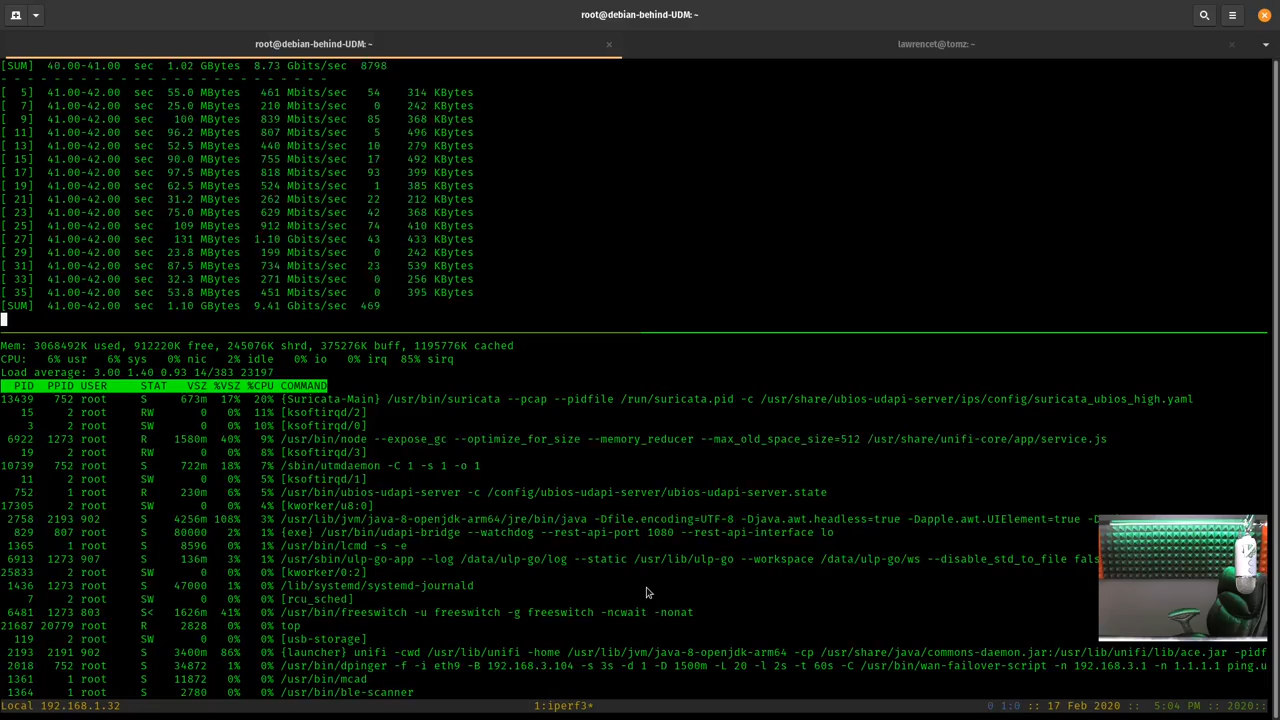 root@debian-behind-UDM: ~
root@debian-behind-UDM: ~ × lawrencet@tomz: ~ ×
[SUM] 40.00-41.00 sec 1.02 GBytes 8.73 Gbits/sec 8798
- - - - - - - - - - - - - - - - - - - - - - - - -
[ 5] 41.00-42.00 sec 55.0 MBytes 461 Mbits/sec 54 314 KBytes
[ 7] 41.00-42.00 sec 25.0 MBytes 210 Mbits/sec 0 242 KBytes
[ 9] 41.00-42.00 sec 100 MBytes 839 Mbits/sec 85 368 KBytes
[ 11] 41.00-42.00 sec 96.2 MBytes 807 Mbits/sec 5 496 KBytes
[ 13] 41.00-42.00 sec 52.5 MBytes 440 Mbits/sec 10 279 KBytes
[ 15] 41.00-42.00 sec 90.0 MBytes 755 Mbits/sec 17 492 KBytes
[ 17] 41.00-42.00 sec 97.5 MBytes 818 Mbits/sec 93 399 KBytes
[ 19] 41.00-42.00 sec 62.5 MBytes 524 Mbits/sec 1 385 KBytes
[ 21] 41.00-42.00 sec 31.2 MBytes 262 Mbits/sec 22 212 KBytes
[ 23] 41.00-42.00 sec 75.0 MBytes 629 Mbits/sec 42 368 KBytes
[ 25] 41.00-42.00 sec 109 MBytes 912 Mbits/sec 74 410 KBytes
[ 27] 41.00-42.00 sec 131 MBytes 1.10 Gbits/sec 43 433 KBytes
[ 29] 41.00-42.00 sec 23.8 MBytes 199 Mbits/sec 0 242 KBytes
[ 31] 41.00-42.00 sec 87.5 MBytes 734 Mbits/sec 23 539 KBytes
[ 33] 41.00-42.00 sec 32.3 MBytes 271 Mbits/sec 0 256 KBytes
[ 35] 41.00-42.00 sec 53.8 MBytes 451 Mbits/sec 0 395 KBytes
[SUM] 41.00-42.00 sec 1.10 GBytes 9.41 Gbits/sec 469
Mem: 3068492K used, 912220K free, 245076K shrd, 375276K buff, 1195776K cached
CPU: 6% usr 6% sys 0% nic 2% idle 0% io 0% irq 85% sirq
Load average: 3.00 1.40 0.93 14/383 23197
PID PPID USER STAT VSZ %VSZ %CPU COMMAND
13439 752 root S 673m 17% 20% {Suricata-Main} /usr/bin/suricata --pcap --pidfile /run/suricata.pid -c /usr/share/ubios-udapi-server/ips/config/suricata_ubios_high.yaml
15 2 root RW 0 0% 11% [ksoftirqd/2]
3 2 root SW 0 0% 10% [ksoftirqd/0]
6922 1273 root R 1580m 40% 9% /usr/bin/node --expose_gc --optimize_for_size --memory_reducer --max_old_space_size=512 /usr/share/unifi-core/app/service.js
19 2 root RW 0 0% 8% [ksoftirqd/3]
10739 752 root S 722m 18% 7% /sbin/utmdaemon -C 1 -s 1 -o 1
11 2 root SW 0 0% 5% [ksoftirqd/1]
752 1 root R 230m 6% 5% /usr/bin/ubios-udapi-server -c /config/ubios-udapi-server/ubios-udapi-server.state
17305 2 root SW 0 0% 4% [kworker/u8:0]
2758 2193 902 S 4256m 108% 3% /usr/lib/jvm/java-8-openjdk-arm64/jre/bin/java -Dfile.encoding=UTF-8 -Djava.awt.headless=true -Dapple.awt.UIElement=true -D
829 807 root S 80000 2% 1% {exe} /usr/bin/udapi-bridge --watchdog --rest-api-port 1080 --rest-api-interface lo
1365 1 root S 8596 0% 1% /usr/bin/lcmd -s -e
6913 1273 907 S 136m 3% 1% /usr/sbin/ulp-go-app --log /data/ulp-go/log --static /usr/lib/ulp-go --workspace /data/ulp-go/ws --disable_std_to_file fals
25833 2 root SW 0 0% 0% [kworker/0:2]
1436 1273 root S 47000 1% 0% /lib/systemd/systemd-journald
7 2 root SW 0 0% 0% [rcu_sched]
6481 1273 803 S< 1626m 41% 0% /usr/bin/freeswitch -u freeswitch -g freeswitch -ncwait -nonat
21687 20779 root R 2828 0% 0% top
119 2 root SW 0 0% 0% [usb-storage]
2193 2191 902 S 3400m 86% 0% {launcher} unifi -cwd /usr/lib/unifi -home /usr/lib/jvm/java-8-openjdk-arm64 -cp /usr/share/java/commons-daemon.jar:/usr/lib/unifi/lib/ace.jar -pidf
2018 752 root S 34872 1% 0% /usr/bin/dpinger -f -i eth9 -B 192.168.3.104 -s 3s -d 1 -D 1500m -L 20 -l 2s -t 60s -C /usr/bin/wan-failover-script -n 192.168.3.1 -n 1.1.1.1 ping.u
1361 1 root S 11872 0% 0% /usr/bin/mcad
1364 1 root S 2780 0% 0% /usr/bin/ble-scanner
Local 192.168.1.32 1:iperf3* 0 1:0 :: 17 Feb 2020 :: 5:04 PM :: 2020::